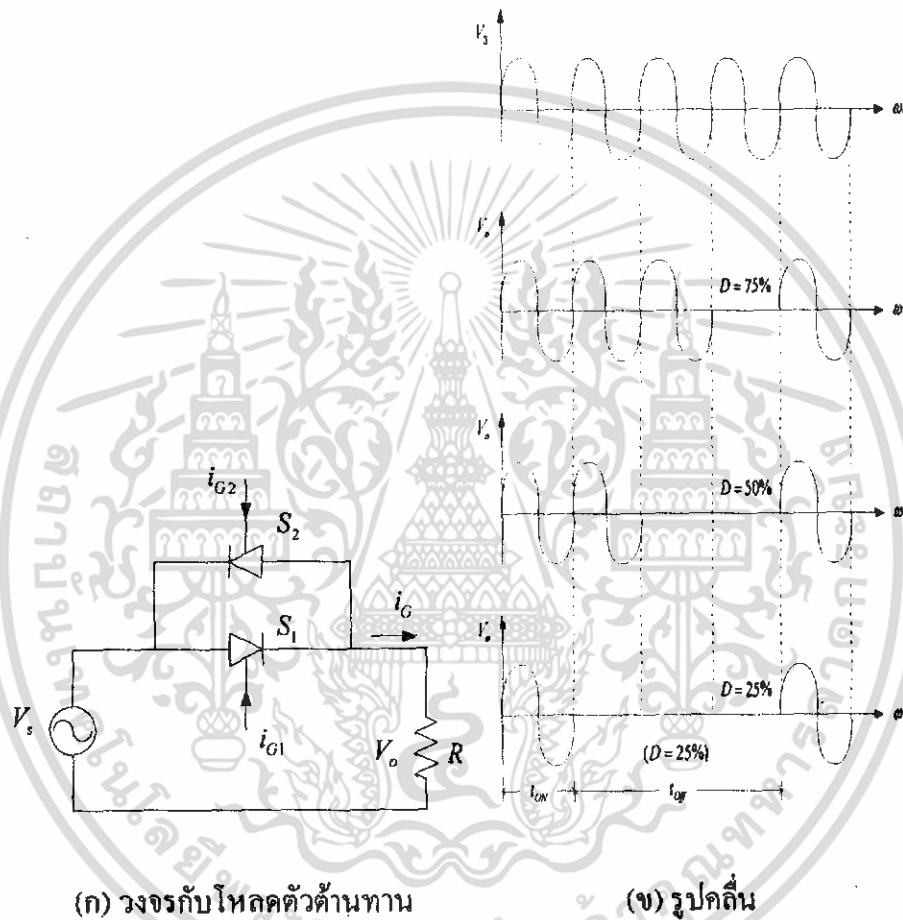 V_s
ω
V_o
D = 75%
ω
V_o
D = 50%
ω
V_o
D = 25%
ω
(D = 25%)
t_ON
t_Off
i_G2
S_2
i_G
S_1
V_s
i_G1
V_o
R
(ก) วงจรกับโหลดตัวต้านทาน
(ข) รูปคลื่น